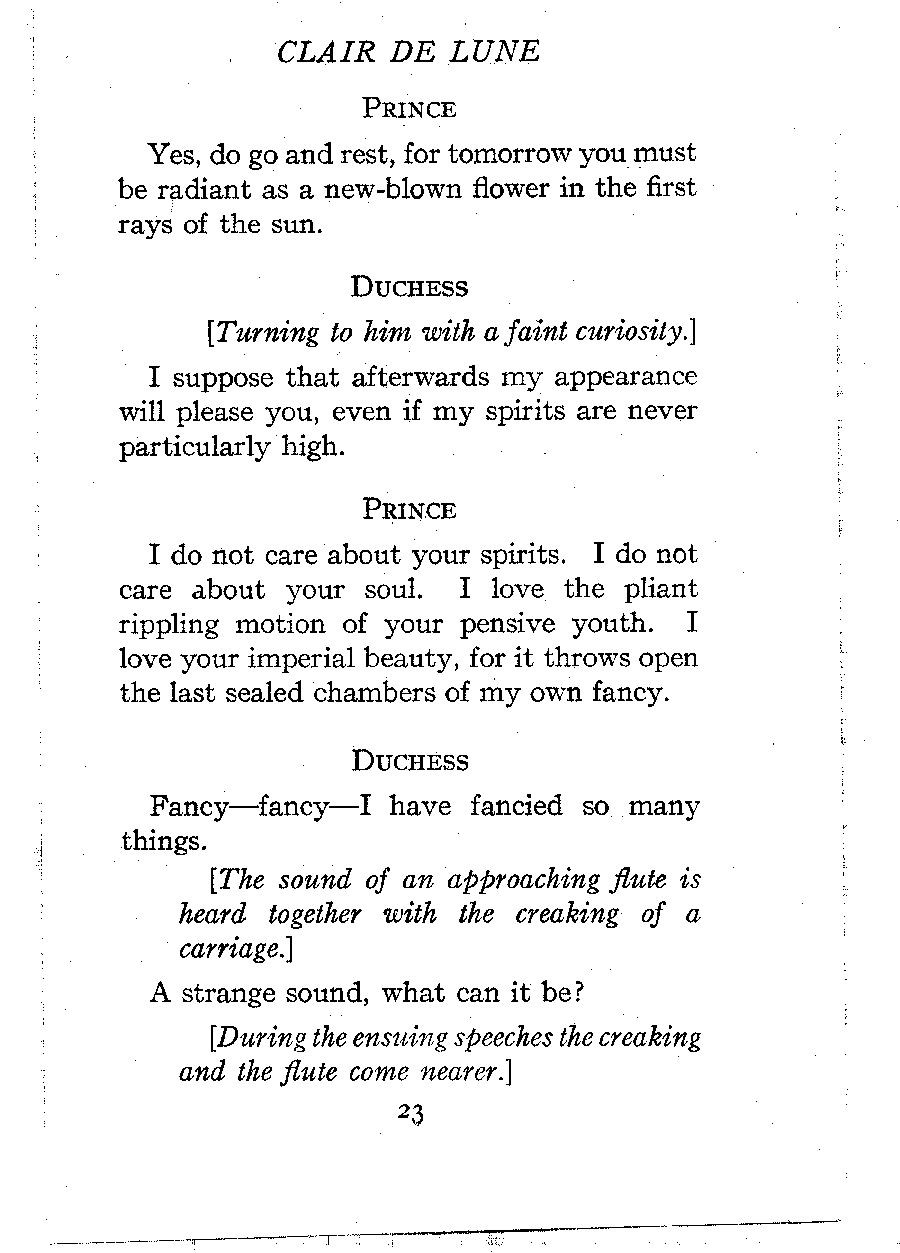 CLAIR DE LUNE
PRINCE
Yes, do go and rest, for tomorrow you must
be radiant as a new-blown flower in the first
rays of the sun.
DUCHESS
[Turning to him with a faint curiosity.]
I suppose that afterwards my appearance
will please you, even if my spirits are never
particularly high.
PRINCE
I do not care about your spirits. I do not
care about your soul. I love the pliant
rippling motion of your pensive youth. I
love your imperial beauty, for it throws open
the last sealed chambers of my own fancy.
DUCHESS
Fancy—fancy—I have fancied so many
things.
[The sound of an approaching flute is
heard together with the creaking of a
carriage.]
A strange sound, what can it be?
[During the ensuing speeches the creaking
and the flute come nearer.]
23